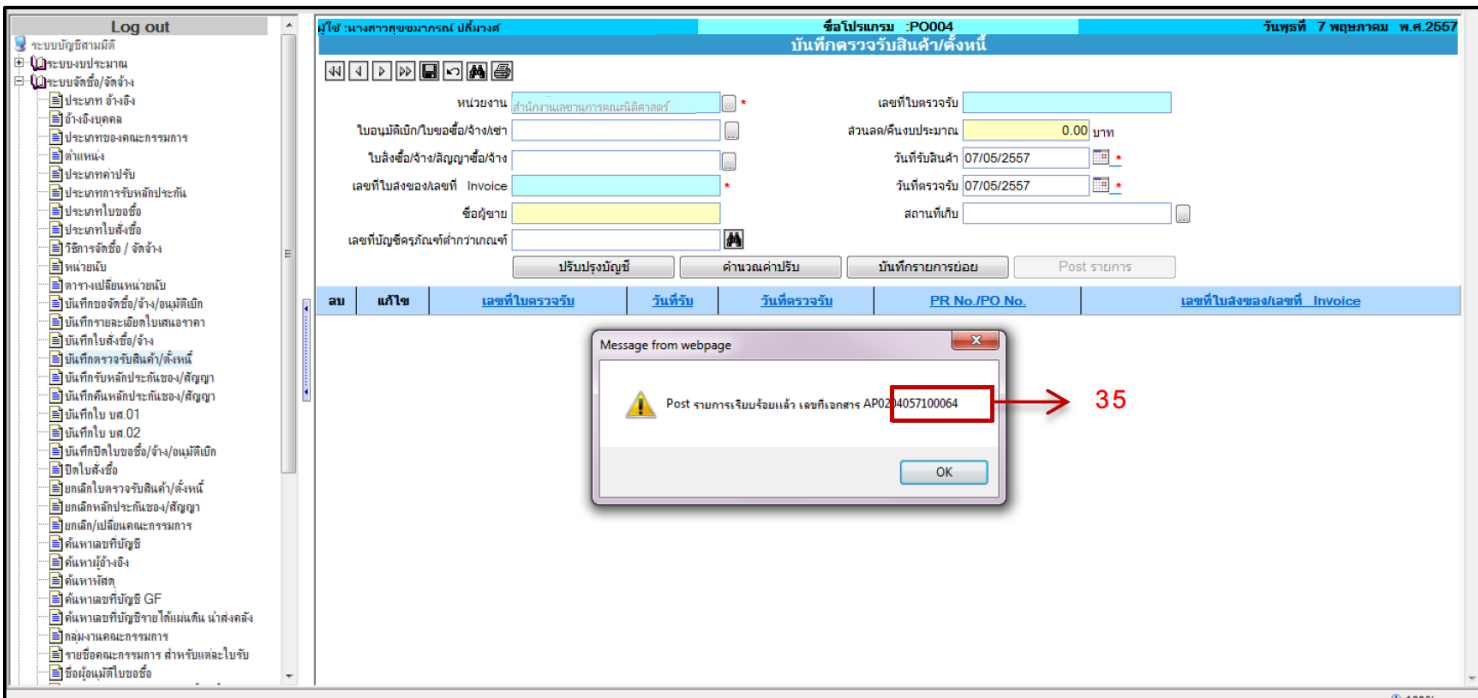 Log out
ระบบบัญชีสามมิติ
ระบบงบประมาณ
ระบบจัดซื้อ/จัดจ้าง
ประเภท อ้างอิง
อ้างอิงบุคคล
ประเภทของคณะกรรมการ
ตำแหน่ง
ประเภทค่าปรับ
ประเภทการรับหลักประกัน
ประเภทใบขอซื้อ
ประเภทใบสั่งซื้อ
วิธีการจัดซื้อ / จัดจ้าง
หน่วยนับ
ตารางเปลี่ยนหน่วยนับ
บันทึกขอจัดซื้อ/จ้าง/อนุมัติเบิก
บันทึกรายละเอียดใบเสนอราคา
บันทึกใบสั่งซื้อ/จ้าง
บันทึกตรวจรับสินค้า/ตั้งหนี้
บันทึกรับหลักประกันซอง/สัญญา
บันทึกคืนหลักประกันซอง/สัญญา
บันทึกใบ บศ.01
บันทึกใบ บศ.02
บันทึกปิดใบขอซื้อ/จ้าง/อนุมัติเบิก
ปิดใบสั่งซื้อ
ยกเลิกใบตรวจรับสินค้า/ตั้งหนี้
ยกเลิกหลักประกันซอง/สัญญา
ยกเลิก/เปลี่ยนคณะกรรมการ
ค้นหาเลขที่บัญชี
ค้นหาผู้อ้างอิง
ค้นหาพัสดุ
ค้นหาเลขที่บัญชี GF
ค้นหาเลขที่บัญชีรายได้แผ่นดิน นำส่งคลัง
กลุ่มงานคณะกรรมการ
รายชื่อคณะกรรมการ สำหรับแต่ละใบรับ
ชื่อผู้อนุมัติใบขอซื้อ
ผู้ใช้ :นางสาวสุขขมาภรณ์ ปลื้มวงศ์ ชื่อโปรแกรม :PO004 วันพุธที่ 7 พฤษภาคม พ.ศ.2557
บันทึกตรวจรับสินค้า/ตั้งหนี้
หน่วยงาน สำนักงานเลขานุการคณะนิติศาสตร์ * เลขที่ใบตรวจรับ
ใบอนุมัติเบิก/ใบขอซื้อ/จ้าง/เช่า ... ส่วนลด/คืนงบประมาณ 0.00 บาท
ใบสั่งซื้อ/จ้าง/สัญญาซื้อ/จ้าง ... วันที่รับสินค้า 07/05/2557 *
เลขที่ใบส่งของ/เลขที่ Invoice * วันที่ตรวจรับ 07/05/2557 *
ชื่อผู้ขาย สถานที่เก็บ ...
เลขที่บัญชีครุภัณฑ์ต่ำกว่าเกณฑ์
ปรับปรุงบัญชี คำนวณค่าปรับ บันทึกรายการย่อย Post รายการ
ลบ แก้ไข เลขที่ใบตรวจรับ วันที่รับ วันที่ตรวจรับ PR No./PO No. เลขที่ใบส่งของ/เลขที่ Invoice
Message from webpage
Post รายการเรียบร้อยแล้ว เลขที่เอกสาร AP0204057100064
35
OK